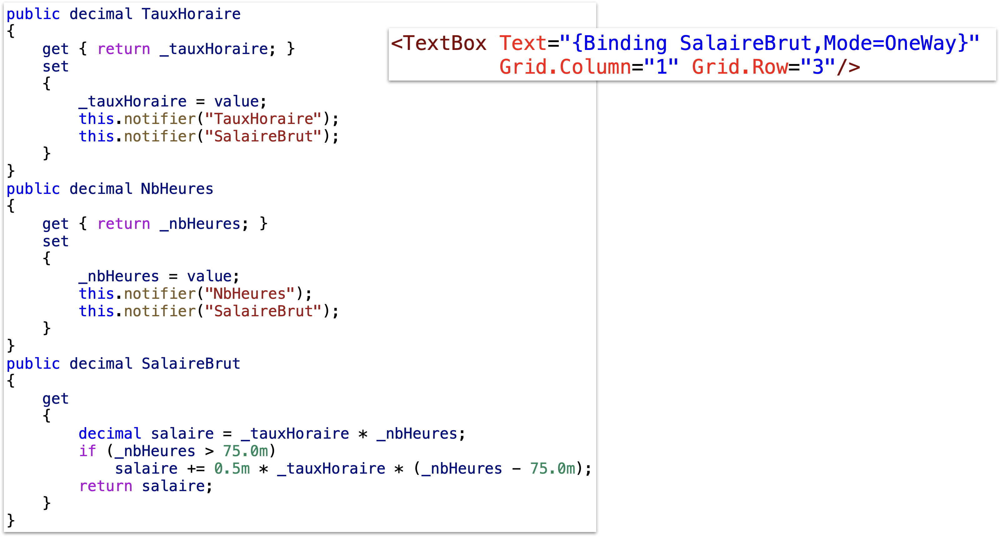 public decimal TauxHoraire
{
    get { return _tauxHoraire; }
    set
    {
        _tauxHoraire = value;
        this.notifier("TauxHoraire");
        this.notifier("SalaireBrut");
    }
}
public decimal NbHeures
{
    get { return _nbHeures; }
    set
    {
        _nbHeures = value;
        this.notifier("NbHeures");
        this.notifier("SalaireBrut");
    }
}
public decimal SalaireBrut
{
    get
    {
        decimal salaire = _tauxHoraire * _nbHeures;
        if (_nbHeures > 75.0m)
            salaire += 0.5m * _tauxHoraire * (_nbHeures - 75.0m);
        return salaire;
    }
}
<TextBox Text="{Binding SalaireBrut,Mode=OneWay}"
         Grid.Column="1" Grid.Row="3"/>